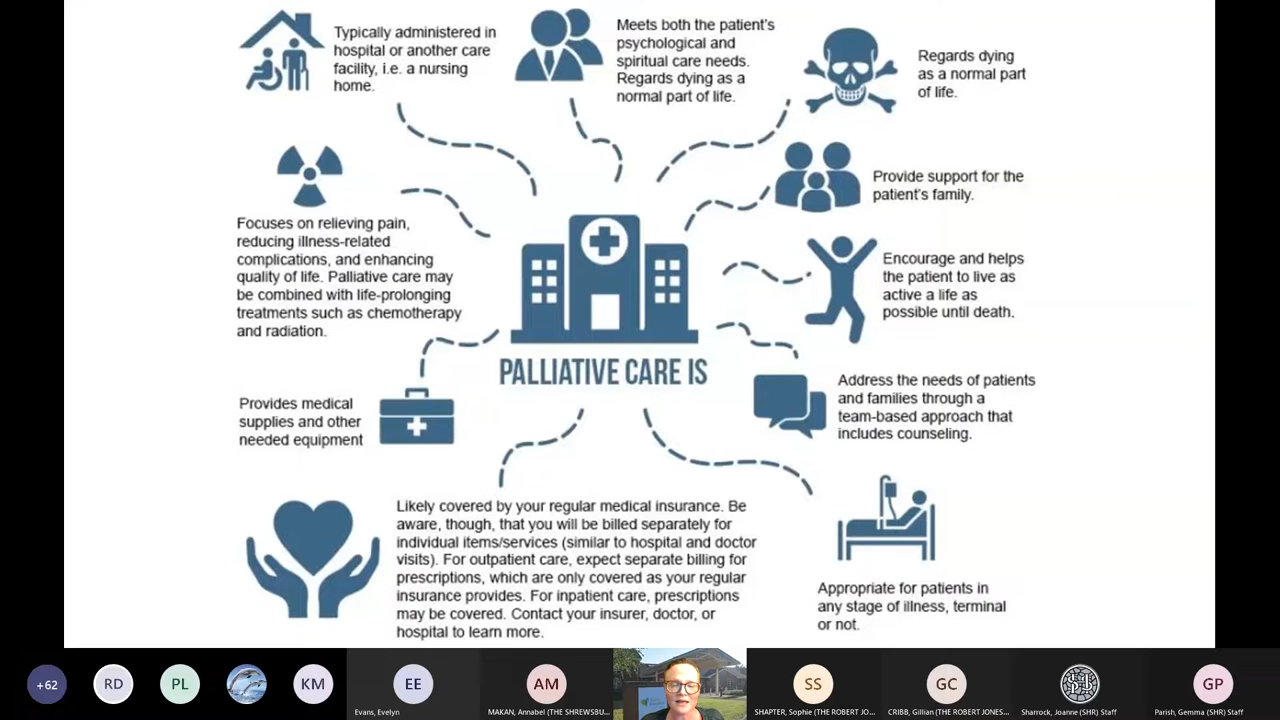 Typically administered in
hospital or another care
facility, i.e. a nursing
home.
Meets both the patient's
psychological and
spiritual care needs.
Regards dying as a
normal part of life.
Regards dying
as a normal part
of life.
Provide support for the
patient's family.
Focuses on relieving pain,
reducing illness-related
complications, and enhancing
quality of life. Palliative care may
be combined with life-prolonging
treatments such as chemotherapy
and radiation.
Encourage and helps
the patient to live as
active a life as
possible until death.
PALLIATIVE CARE IS
Provides medical
supplies and other
needed equipment
Address the needs of patients
and families through a
team-based approach that
includes counseling.
Likely covered by your regular medical insurance. Be
aware, though, that you will be billed separately for
individual items/services (similar to hospital and doctor
visits). For outpatient care, expect separate billing for
prescriptions, which are only covered as your regular
insurance provides. For inpatient care, prescriptions
may be covered. Contact your insurer, doctor, or
hospital to learn more.
Appropriate for patients in
any stage of illness, terminal
or not.
+62
RD
PL
KM
EE
AM
SS
GC
GP
Evans, Evelyn
MAKAN, Annabel (THE SHREWSBU...
SHAPTER, Sophie (THE ROBERT JO...
CRIBB, Gillian (THE ROBERT JONES...
Sharrock, Joanne (SHR) Staff
Parish, Gemma (SHR) Staff